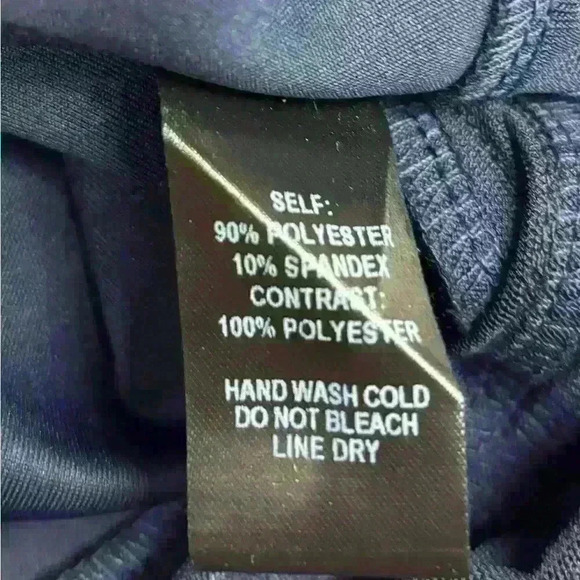 SELF:
90% POLYESTER
10% SPANDEX
CONTRAST:
100% POLYESTER
HAND WASH COLD
DO NOT BLEACH
LINE DRY